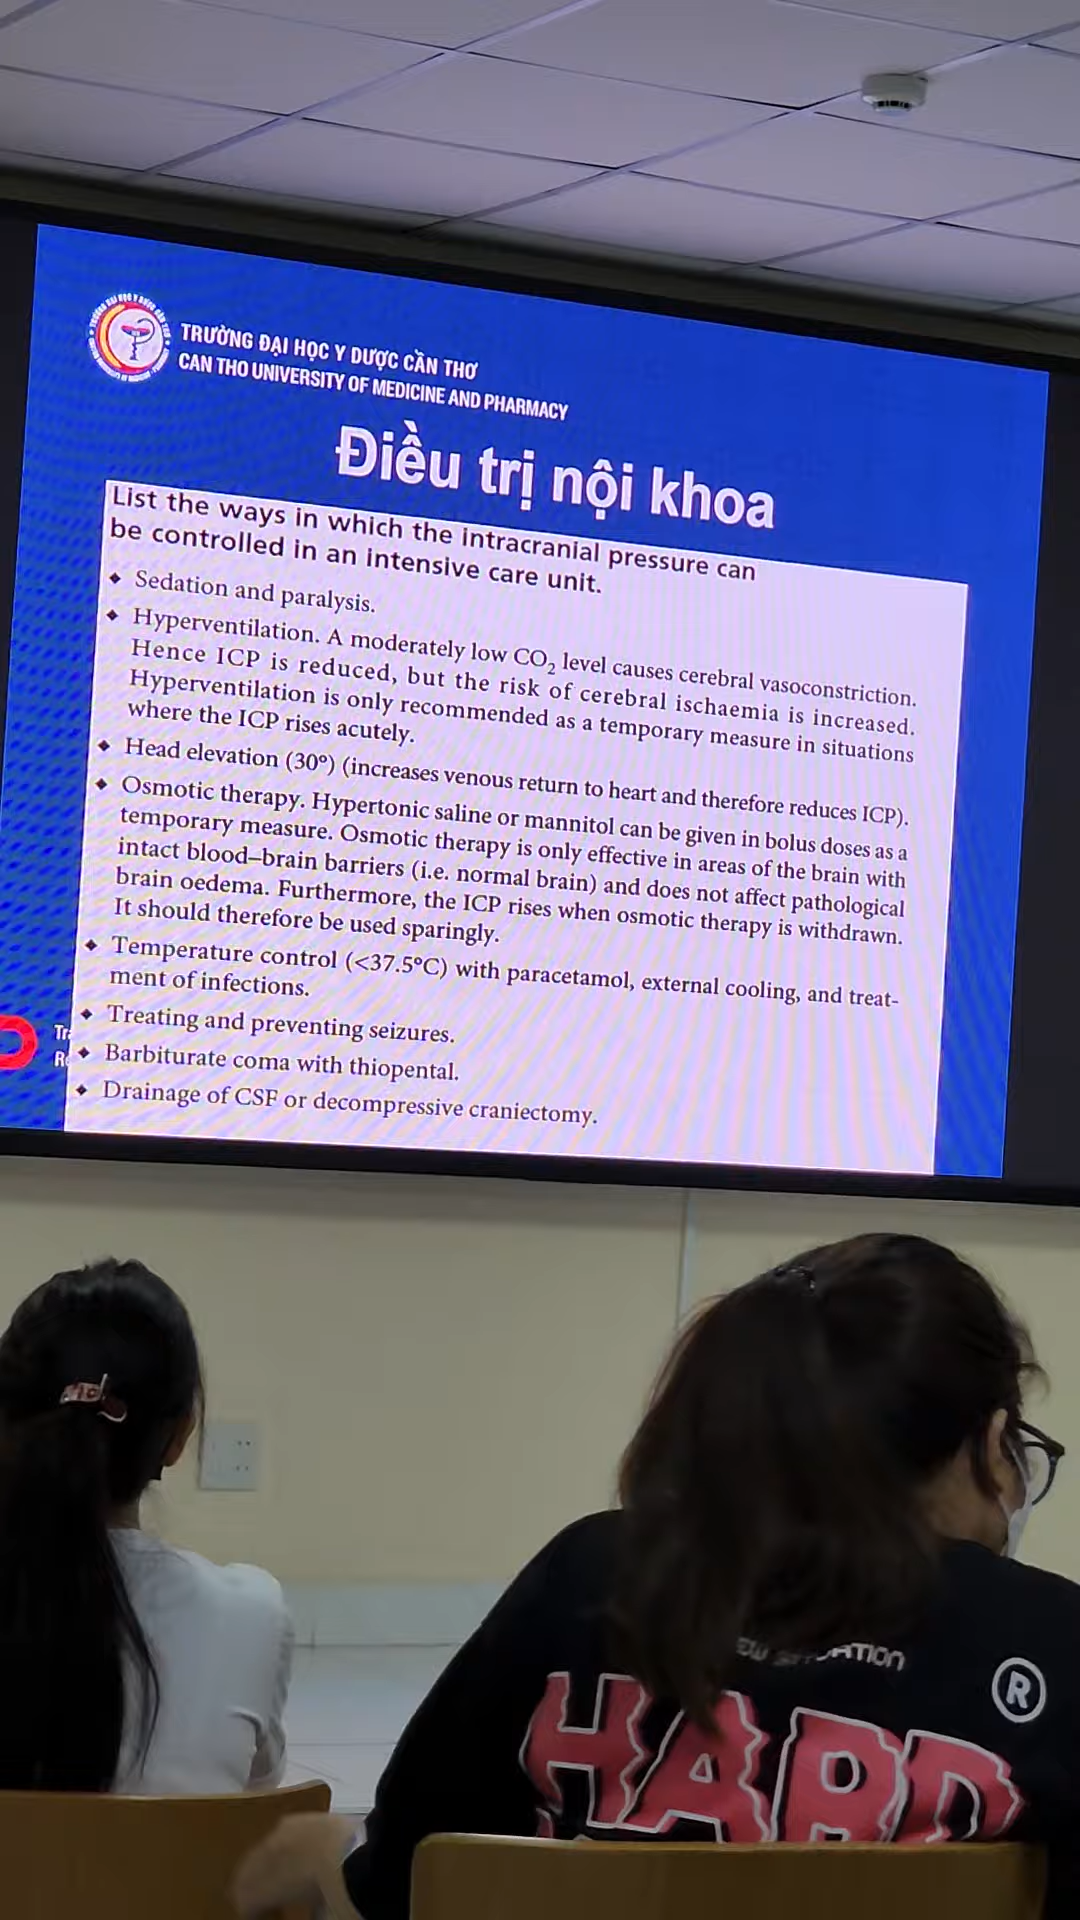 TRƯỜNG ĐẠI HỌC Y DƯỢC CẦN THƠ
CAN THO UNIVERSITY OF MEDICINE AND PHARMACY
Điều trị nội khoa
List the ways in which the intracranial pressure can
be controlled in an intensive care unit.
◆ Sedation and paralysis.
◆ Hyperventilation. A moderately low CO₂ level causes cerebral vasoconstriction.
Hence ICP is reduced, but the risk of cerebral ischaemia is increased.
Hyperventilation is only recommended as a temporary measure in situations
where the ICP rises acutely.
◆ Head elevation (30°) (increases venous return to heart and therefore reduces ICP).
◆ Osmotic therapy. Hypertonic saline or mannitol can be given in bolus doses as a
temporary measure. Osmotic therapy is only effective in areas of the brain with
intact blood–brain barriers (i.e. normal brain) and does not affect pathological
brain oedema. Furthermore, the ICP rises when osmotic therapy is withdrawn.
It should therefore be used sparingly.
◆ Temperature control (<37.5°C) with paracetamol, external cooling, and treat-
ment of infections.
◆ Treating and preventing seizures.
◆ Barbiturate coma with thiopental.
◆ Drainage of CSF or decompressive craniectomy.
HARD
®